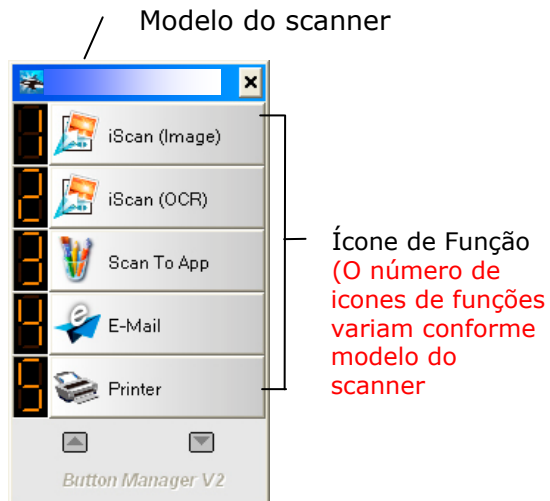 Modelo do scanner
1 iScan (Image)
2 iScan (OCR)
3 Scan To App
4 E-Mail
5 Printer
Button Manager V2
Ícone de Função
(O número de
icones de funções
variam conforme
modelo do
scanner